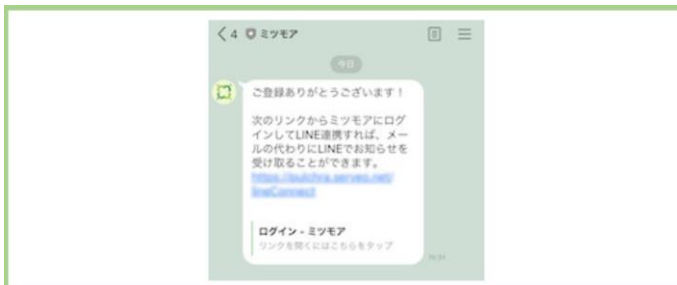 4 ミツモア
今日
ご登録ありがとうございます！
次のリンクからミツモアにログ
インしてLINE連携すれば、メー
ルの代わりにLINEでお知らせを
受け取ることができます。
ログイン - ミツモア
リンクを開くにはこちらをタップ